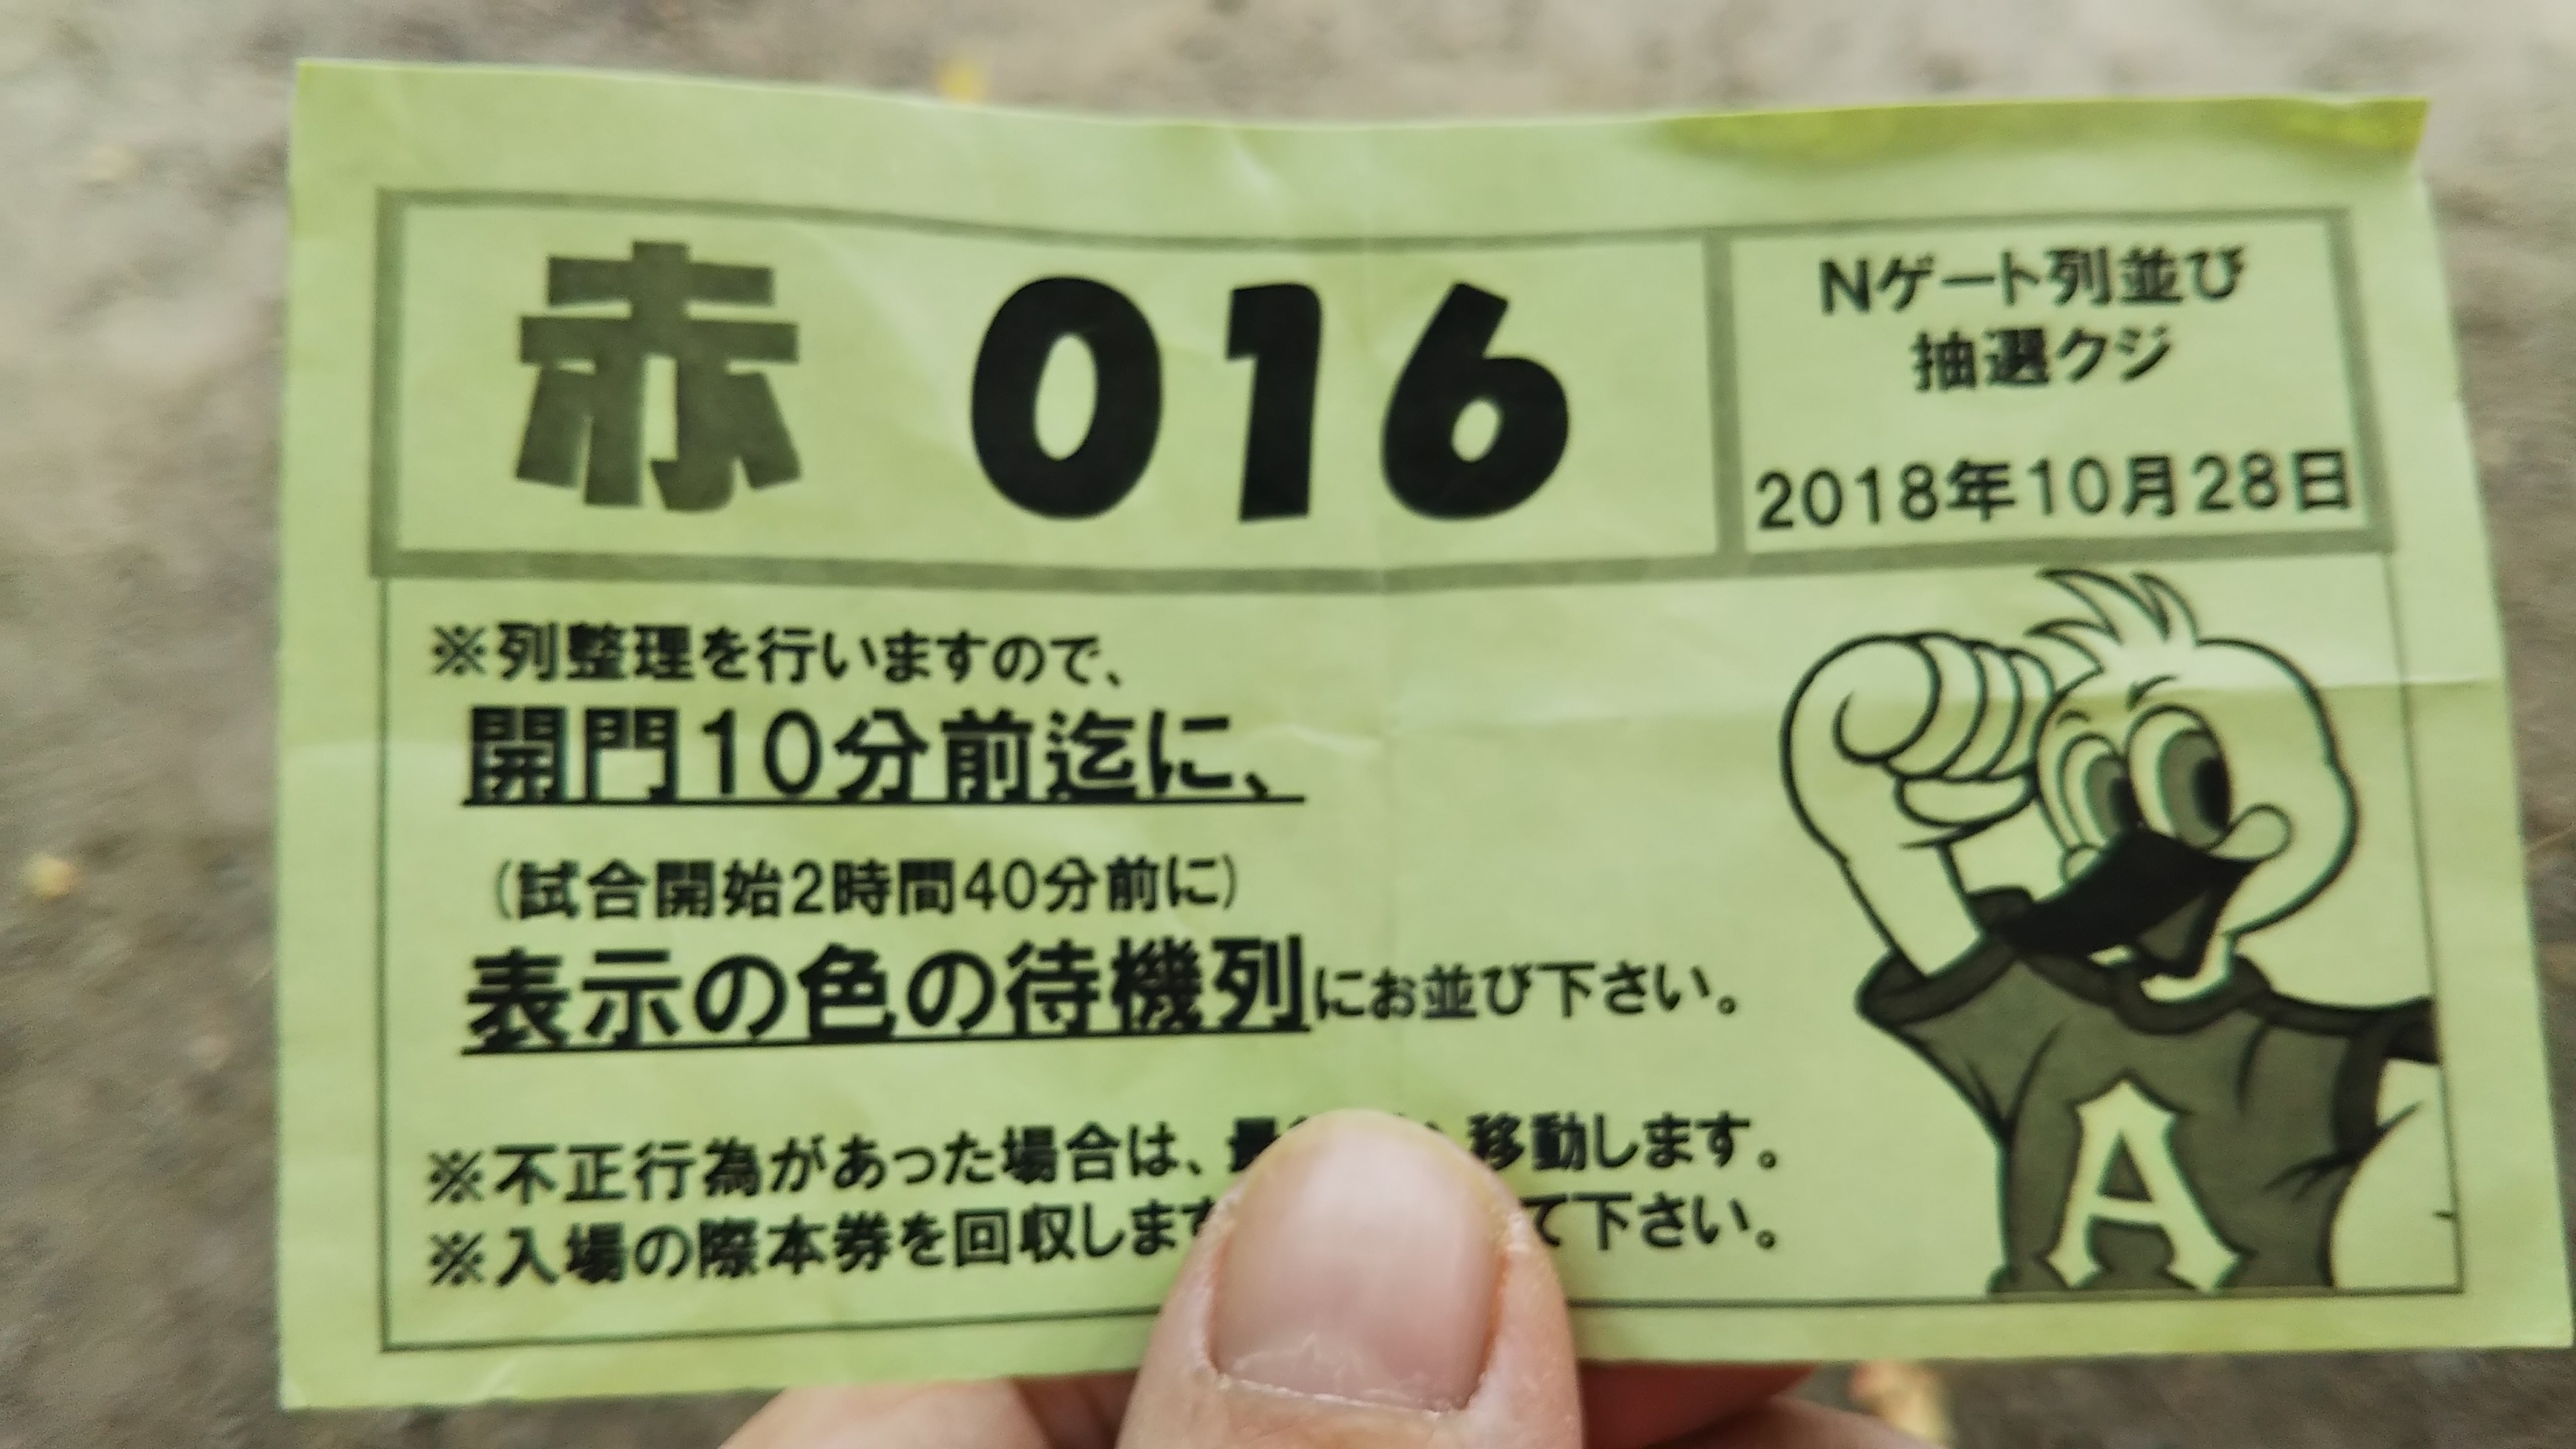 赤 016
Nゲート列並び
抽選クジ
2018年10月28日
※列整理を行いますので、
開門10分前迄に、
(試合開始2時間40分前に)
表示の色の待機列にお並び下さい。
※不正行為があった場合は、 移動します。
※入場の際本券を回収します て下さい。
A